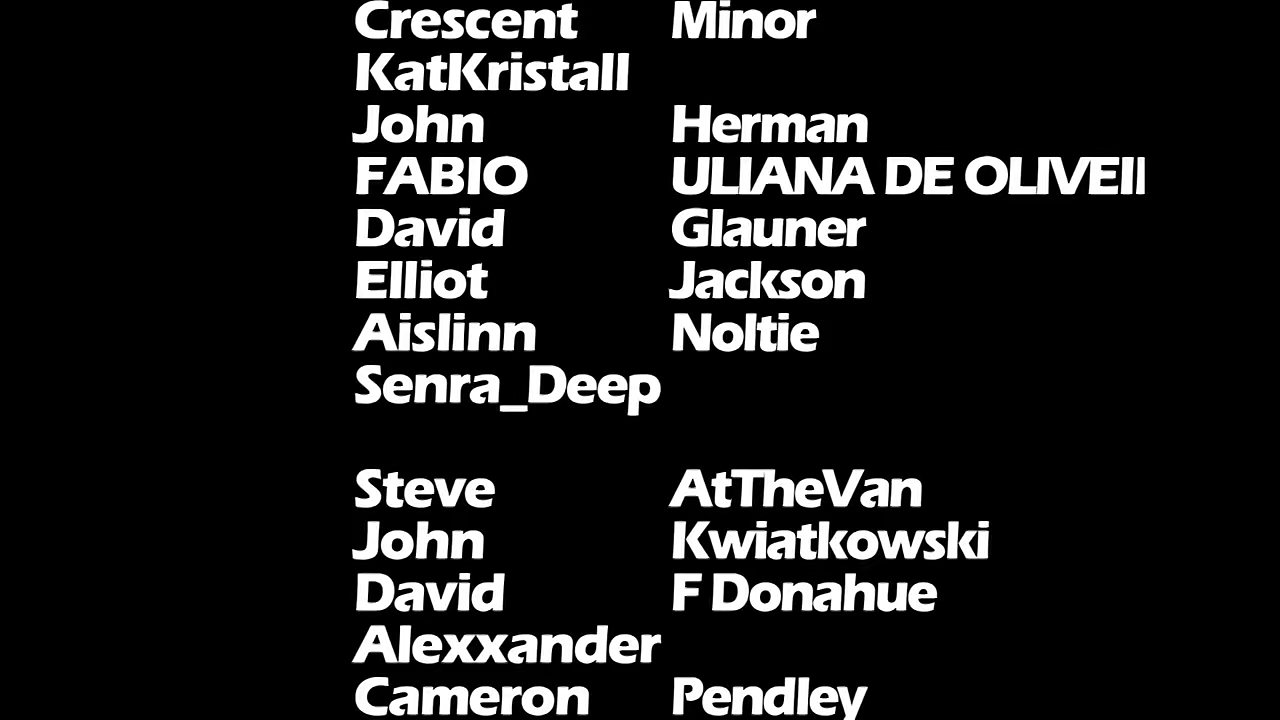 Crescent Minor
KatKristall
John Herman
FABIO ULIANA DE
David Glauner
Elliot Jackson
Aislinn Noltie
Senra_Deep
Steve AtTheVan
John Kwiatkowski
David F Donahue
Alexxander
Cameron Pendley